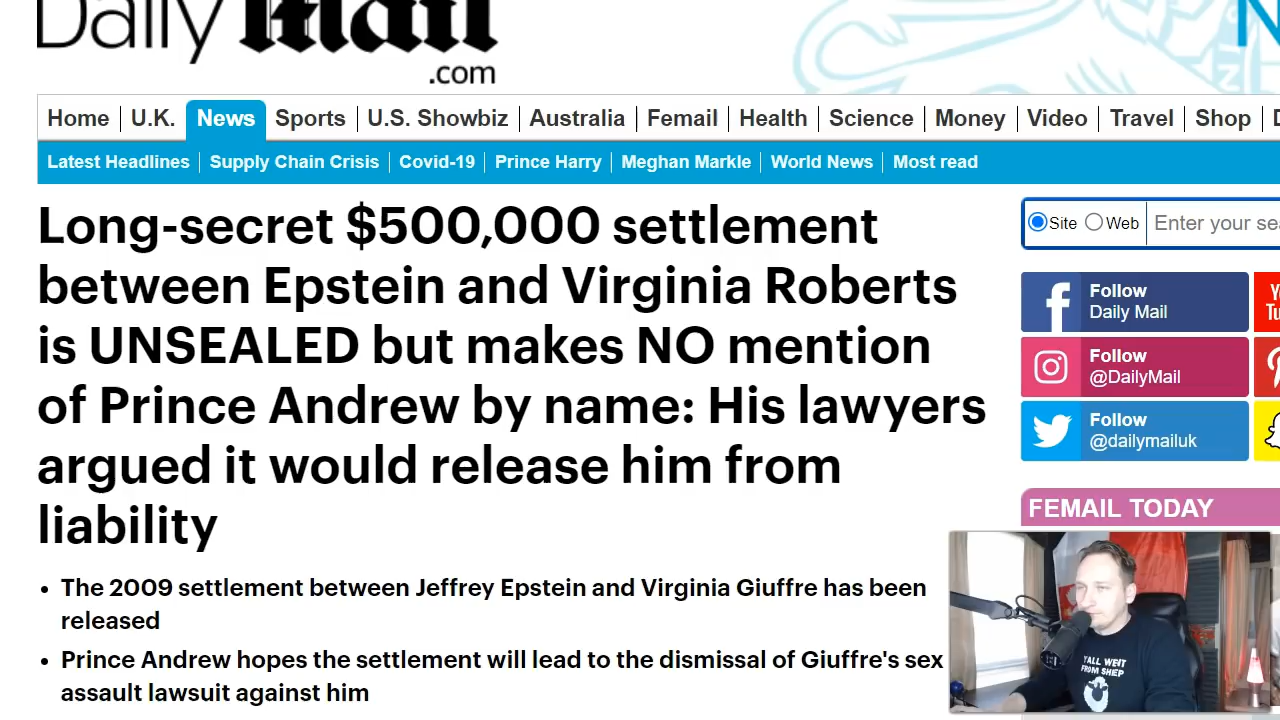 Daily Mail
.com
Home U.K. News Sports U.S. Showbiz Australia Femail Health Science Money Video Travel Shop
Latest Headlines Supply Chain Crisis Covid-19 Prince Harry Meghan Markle World News Most read
Long-secret $500,000 settlement
between Epstein and Virginia Roberts
is UNSEALED but makes NO mention
of Prince Andrew by name: His lawyers
argued it would release him from
liability
The 2009 settlement between Jeffrey Epstein and Virginia Giuffre has been
released
Prince Andrew hopes the settlement will lead to the dismissal of Giuffre's sex
assault lawsuit against him
Site Web Enter your
Follow
Daily Mail
Follow
@DailyMail
Follow
@dailymailuk
FEMAIL TODAY
Y'ALL WEIT
FROM SHEP